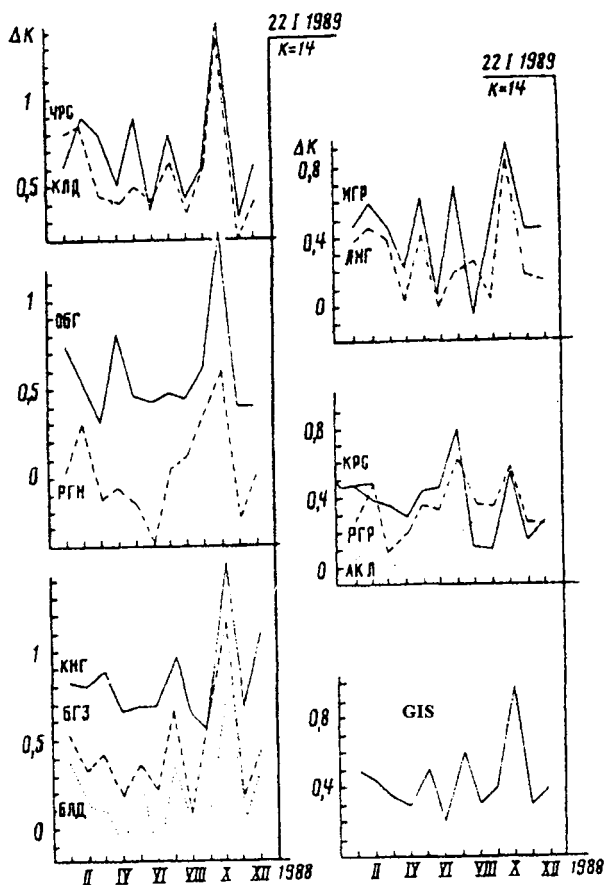 22 I 1989
K=14
ΔK
1
0,5
ЧРС
КЛД
1
0,5
0
ОБГ
РГН
1
0,5
0
КНГ
БГЗ
БЛД
II IV VI VIII X XII 1988
22 I 1989
K=14
ΔK
0,8
0,4
0
ИГР
ЛНГ
0,8
0,4
0
КРС
РГР
АКЛ
0,8
0,4
GIS
II IV VI VIII X XII 1988